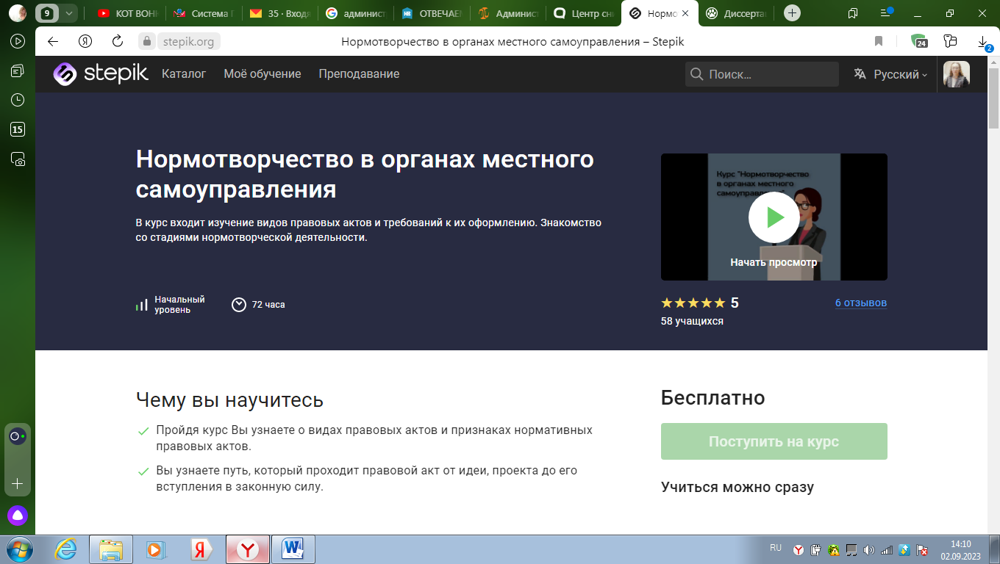 9
КОТ ВОН
Система
35 · Входя
админист
ОТВЕЧАЕ
Админист
Центр сн
Нормо
Диссерта
stepik.org
Нормотворчество в органах местного самоуправления – Stepik
24
2
15
stepik
Каталог
Моё обучение
Преподавание
Поиск...
Русский
Нормотворчество в органах местного
самоуправления
В курс входит изучение видов правовых актов и требований к их оформлению. Знакомство
со стадиями нормотворческой деятельности.
Начальный
уровень
72 часа
Курс "Нормотворчество
в органах местного
Начать просмотр
5
6 отзывов
58 учащихся
Чему вы научитесь
Пройдя курс Вы узнаете о видах правовых актов и признаках нормативных
правовых актов.
Вы узнаете путь, который проходит правовой акт от идеи, проекта до его
вступления в законную силу.
Бесплатно
Поступить на курс
Учиться можно сразу
RU
14:10
02.09.2023